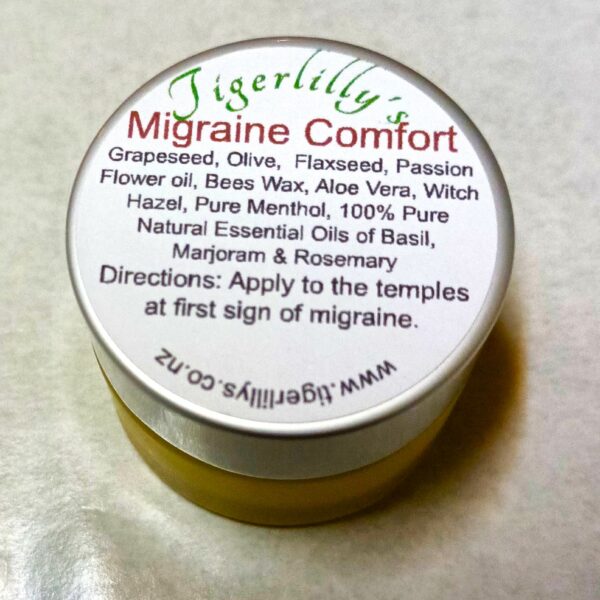 Tigerlilly's
Migraine Comfort
Grapeseed, Olive, Flaxseed, Passion
Flower oil, Bees Wax, Aloe Vera, Witch
Hazel, Pure Menthol, 100% Pure
Natural Essential Oils of Basil,
Marjoram & Rosemary
Directions: Apply to the temples
at first sign of migraine.
www.tigerlillys.co.nz